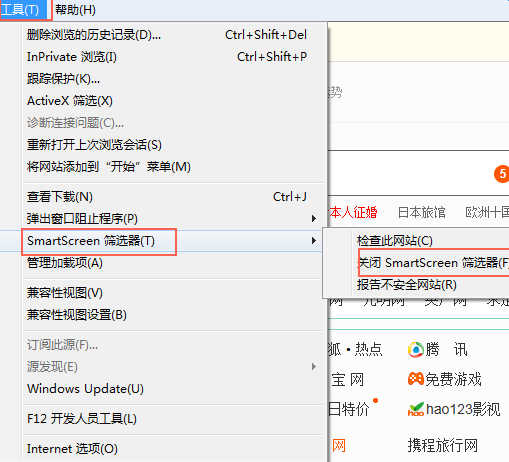 工具(T) 帮助(H)
删除浏览的历史记录(D)... Ctrl+Shift+Del
InPrivate 浏览(I) Ctrl+Shift+P
跟踪保护(K)...
ActiveX 筛选(X)
诊断连接问题(C)...
重新打开上次浏览会话(S)
将网站添加到“开始”菜单(M)
查看下载(N) Ctrl+J
弹出窗口阻止程序(P)
SmartScreen 筛选器(T)
管理加载项(A)
兼容性视图(V)
兼容性视图设置(B)
订阅此源(F)...
源发现(E)
Windows Update(U)
F12 开发人员工具(L)
Internet 选项(O)
势
5
本人征婚 日本旅馆 欧洲十国
检查此网站(C)
关闭 SmartScreen 筛选器(F
报告不安全网站(R)
狐·热点 腾 讯
宝 网 免费游戏
日特价 hao123影视
网 携程旅行网